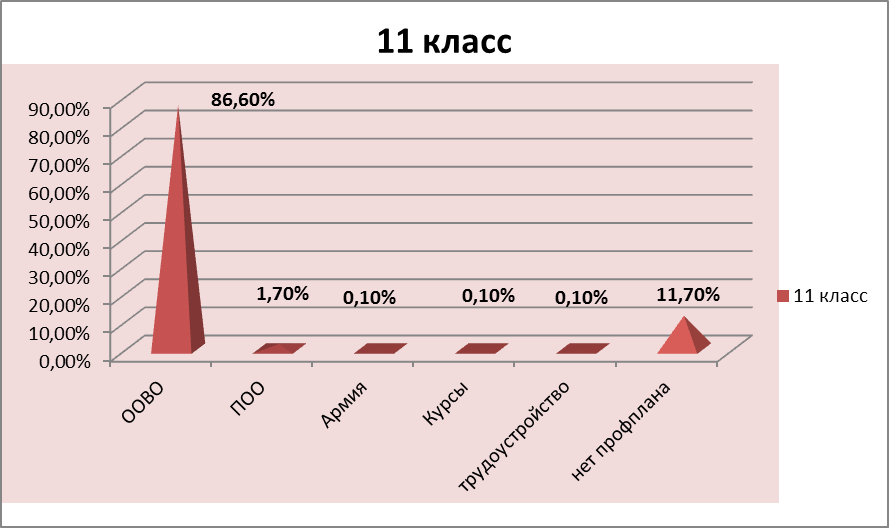 11 класс
90,00%
80,00%
70,00%
60,00%
50,00%
40,00%
30,00%
20,00%
10,00%
0,00%
86,60%
1,70%
0,10%
0,10%
0,10%
11,70%
ООВО
ПОО
Армия
Курсы
трудоустройство
нет профплана
11 класс